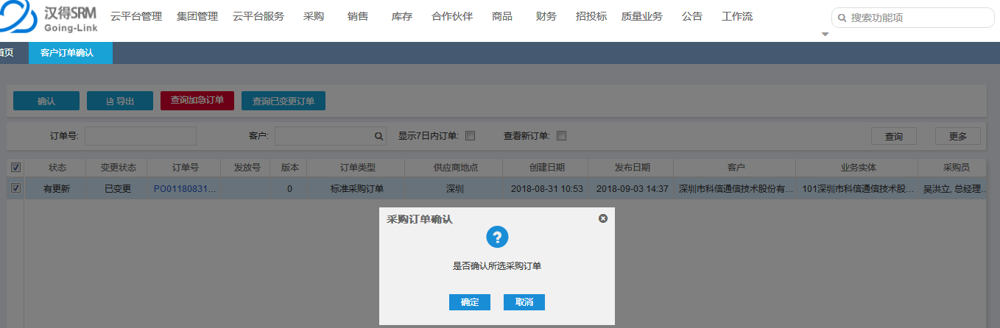 汉得SRM
Going-Link
云平台管理 集团管理 云平台服务 采购 销售 库存 合作伙伴 商品 财务 招投标 质量业务 公告 工作流
搜索功能项
首页 客户订单确认
确认 导出 查询加急订单 查询已变更订单
订单号: 客户: 显示7日内订单: 查看新订单: 查询 更多
状态 变更状态 订单号 发放号 版本 订单类型 供应商地点 创建日期 发布日期 客户 业务实体 采购员
有更新 已变更 PO01180831... 0 标准采购订单 深圳 2018-08-31 10:53 2018-09-03 14:37 深圳市科信通信技术股份有... 101深圳市科信通信技术股... 吴洪立, 总经理...
采购订单确认
?
是否确认所选采购订单
确定 取消